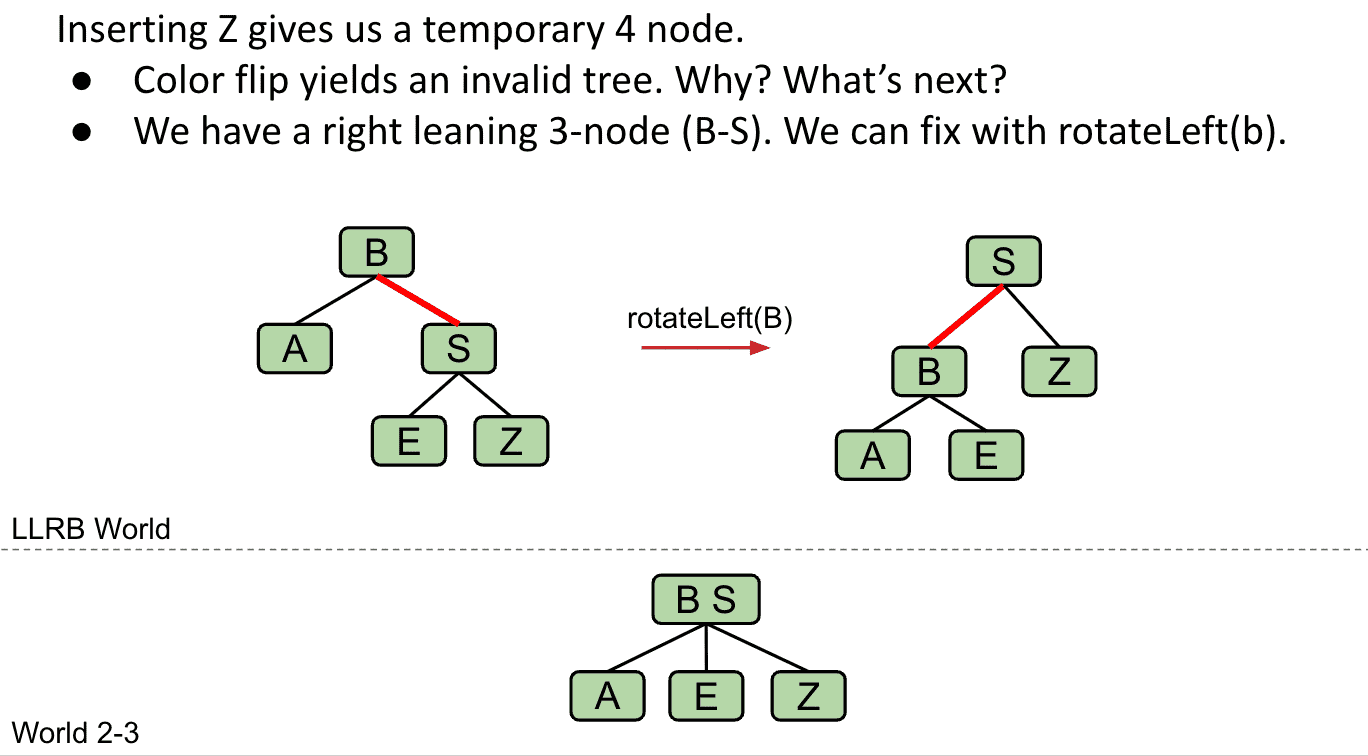 Inserting Z gives us a temporary 4 node.
● Color flip yields an invalid tree. Why? What’s next?
● We have a right leaning 3-node (B-S). We can fix with rotateLeft(b).
B
S
rotateLeft(B)
A
S
B
Z
E
Z
A
E
LLRB World
B S
A
E
Z
World 2-3